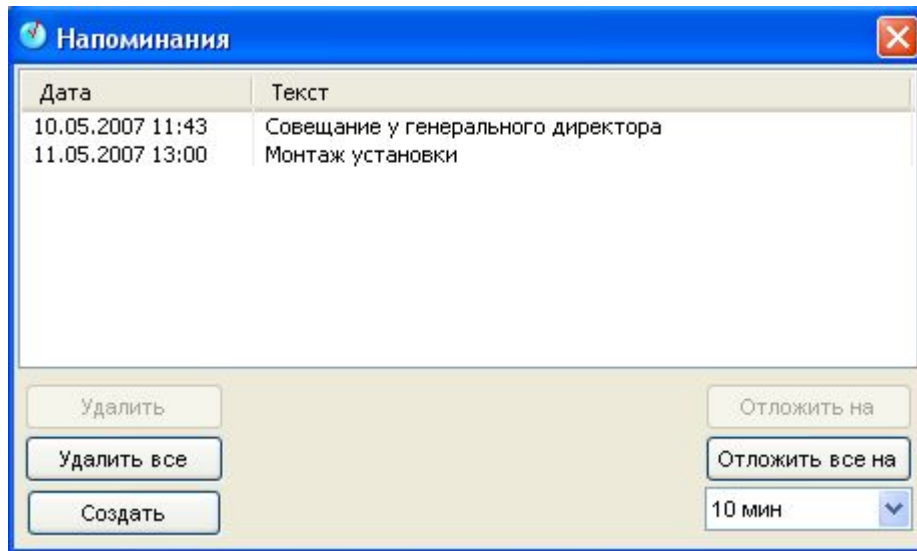 Напоминания
Дата Текст
10.05.2007 11:43 Совещание у генерального директора
11.05.2007 13:00 Монтаж установки
Удалить Отложить на
Удалить все Отложить все на
Создать 10 мин